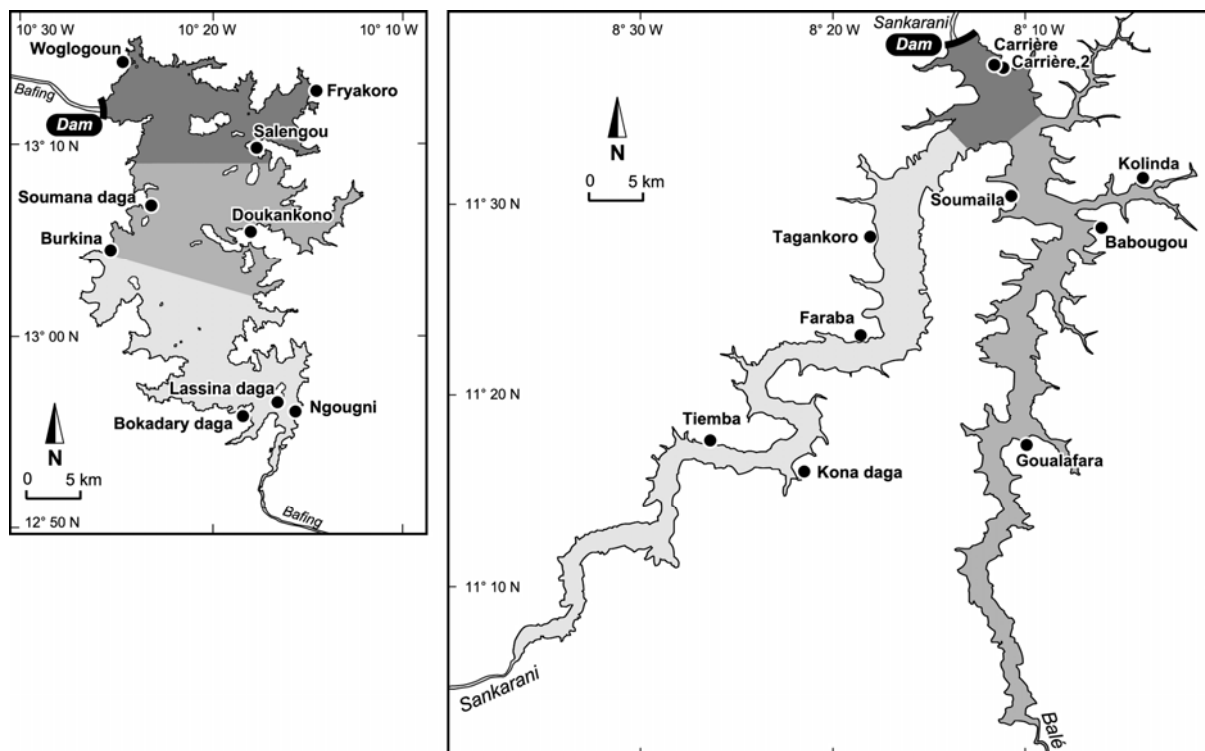 10° 30 W
10° 20 W
10° 10 W
Woglogoun
Bafing
Fryakoro
Dam
Salengou
13° 10 N
Soumana daga
Doukankono
Burkina
13° 00 N
Lassina daga
Ngougni
Bokadary daga
N
0 5 km
Bafing
12° 50 N
8° 30 W
8° 20 W
8° 10 W
Sankarani
Dam
Carrière
Carrière 2
N
0 5 km
Kolinda
11° 30 N
Soumaila
Tagankoro
Babougou
Faraba
11° 20 N
Tiemba
Goualafara
Kona daga
11° 10 N
Sankarani
Balé